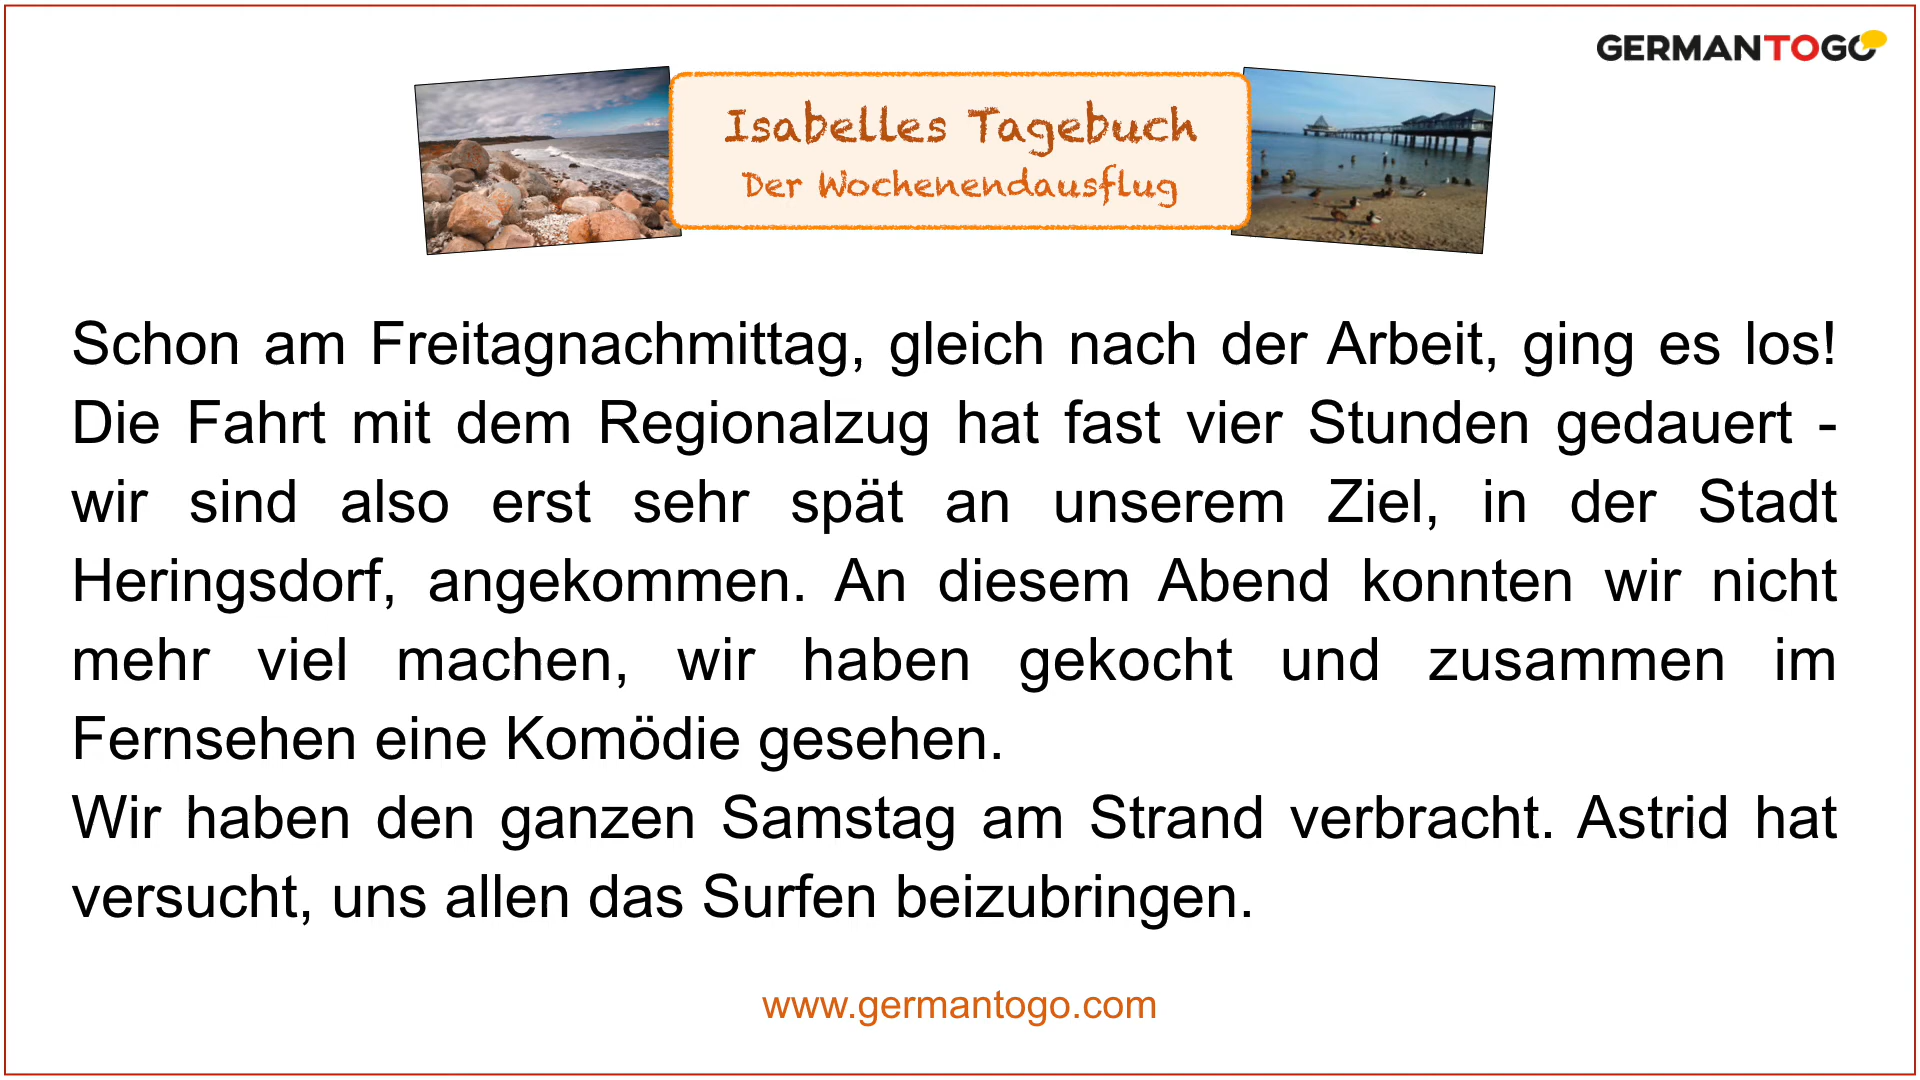 GERMANTOGO
Isabelles Tagebuch
Der Wochenendausflug
Schon am Freitagnachmittag, gleich nach der Arbeit, ging es los!
Die Fahrt mit dem Regionalzug hat fast vier Stunden gedauert -
wir sind also erst sehr spät an unserem Ziel, in der Stadt
Heringsdorf, angekommen. An diesem Abend konnten wir nicht
mehr viel machen, wir haben gekocht und zusammen im
Fernsehen eine Komödie gesehen.
Wir haben den ganzen Samstag am Strand verbracht. Astrid hat
versucht, uns allen das Surfen beizubringen.
www.germantogo.com